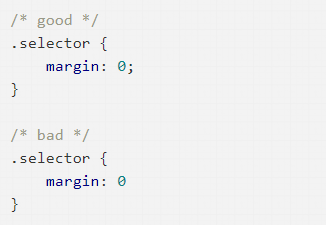 /* good */
.selector {
    margin: 0;
}

/* bad */
.selector {
    margin: 0
}